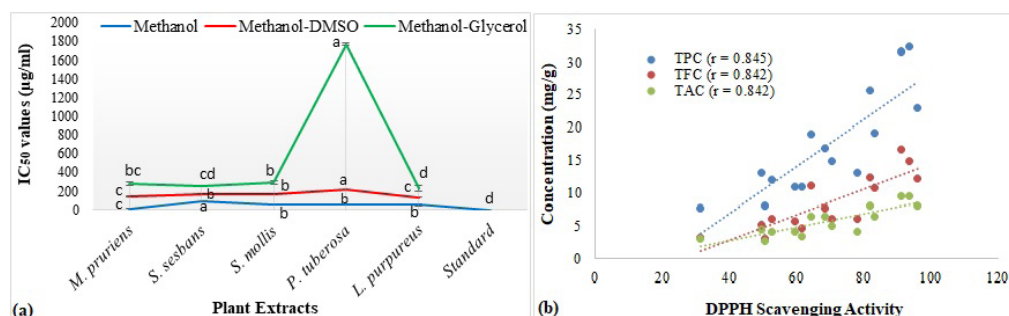 Methanol Methanol-DMSO Methanol-Glycerol
IC50 values (µg/ml)
2000
1800
1600
1400
1200
1000
800
600
400
200
0
a
bc cd b d
c b b a c
c a b b b d
M. pruriens S. sesbans S. mollis P. tuberosa L. purpureus Standard
Plant Extracts
(a)
Concentration (mg/g)
35
30
25
20
15
10
5
0
TPC (r = 0.845)
TFC (r = 0.842)
TAC (r = 0.842)
0 20 40 60 80 100 120
DPPH Scavenging Activity
(b)